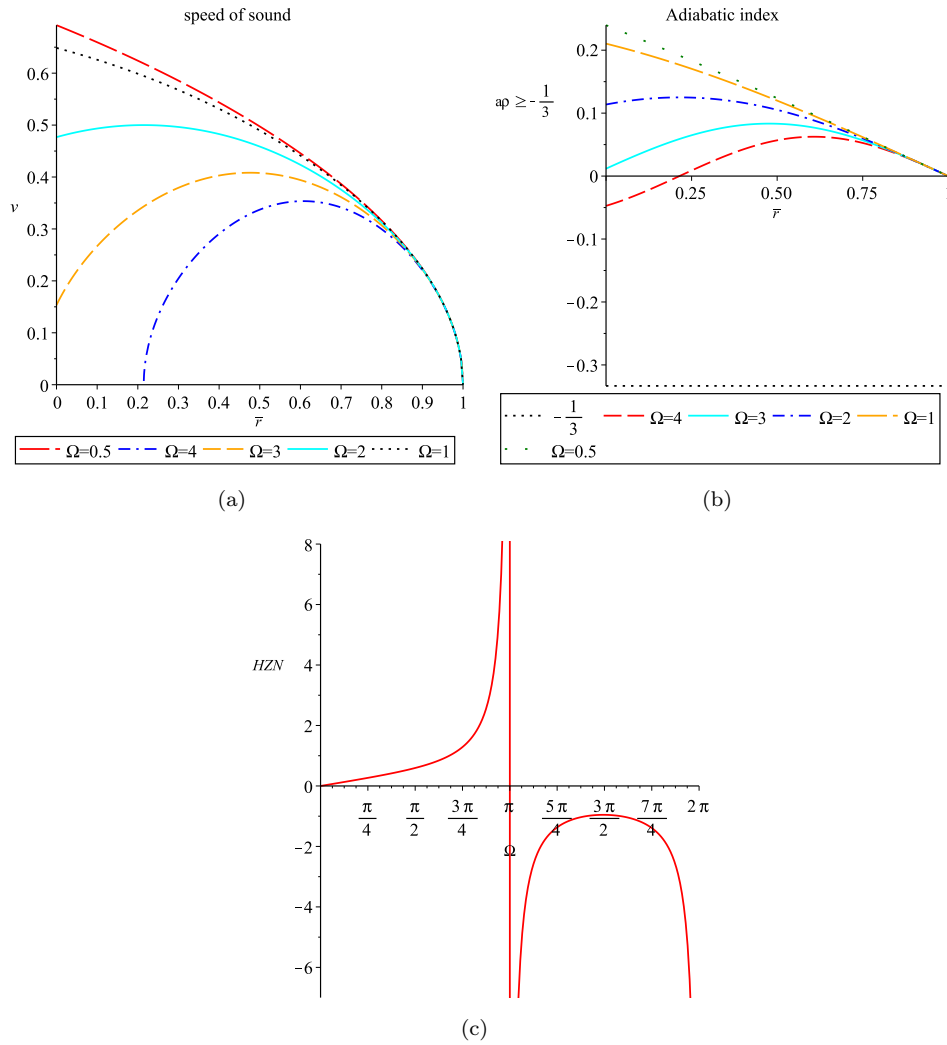 speed of sound
0.6
0.5
0.4
v
0.3
0.2
0.1
0
0 0.1 0.2 0.3 0.4 0.5 0.6 0.7 0.8 0.9 1
r̄
Ω=0.5 Ω=4 Ω=3 Ω=2 Ω=1
(a)
Adiabatic index
0.2
aρ ≥ -1/3
0.1
0
0.25 0.50 0.75 1
r̄
−0.1
−0.2
−0.3
-1/3 Ω=4 Ω=3 Ω=2 Ω=1
Ω=0.5
(b)
8
6
HZN 4
2
0
π/4 π/2 3π/4 π 5π/4 3π/2 7π/4 2π
Ω
−2
−4
−6
(c)